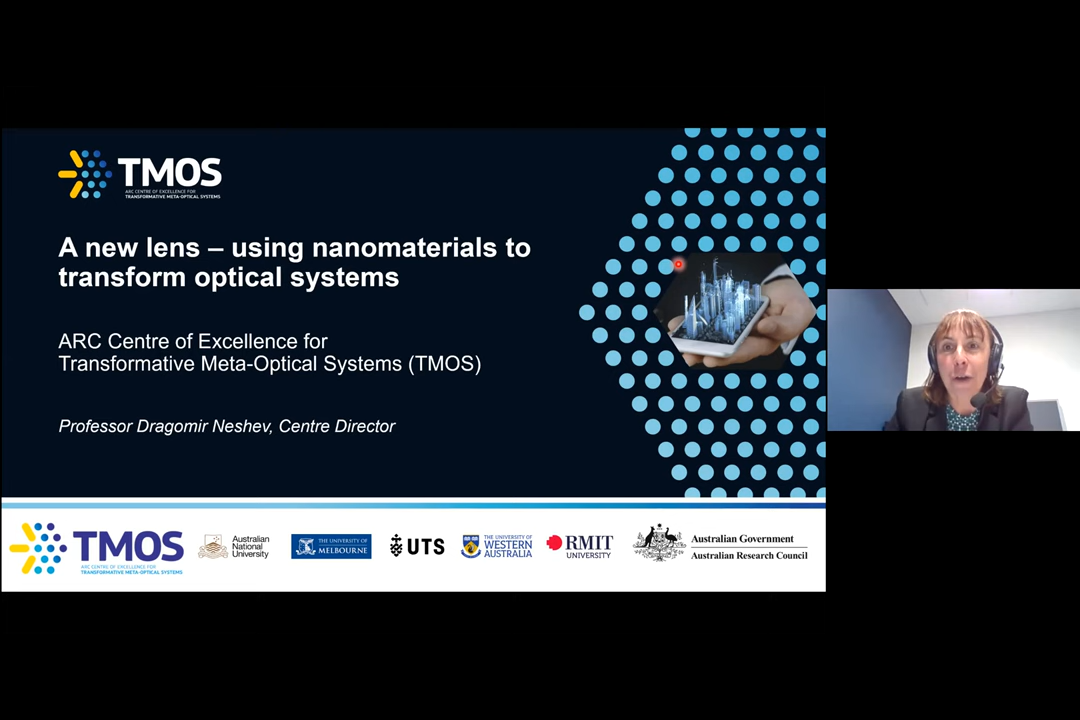 TMOS
ARC CENTRE OF EXCELLENCE FOR
TRANSFORMATIVE META-OPTICAL SYSTEMS
A new lens – using nanomaterials to
transform optical systems
ARC Centre of Excellence for
Transformative Meta-Optical Systems (TMOS)
Professor Dragomir Neshev, Centre Director
TMOS
ARC CENTRE OF EXCELLENCE FOR
TRANSFORMATIVE META-OPTICAL SYSTEMS
Australian
National
University
THE UNIVERSITY OF
MELBOURNE
UTS
THE UNIVERSITY OF
WESTERN
AUSTRALIA
RMIT
UNIVERSITY
Australian Government
Australian Research Council